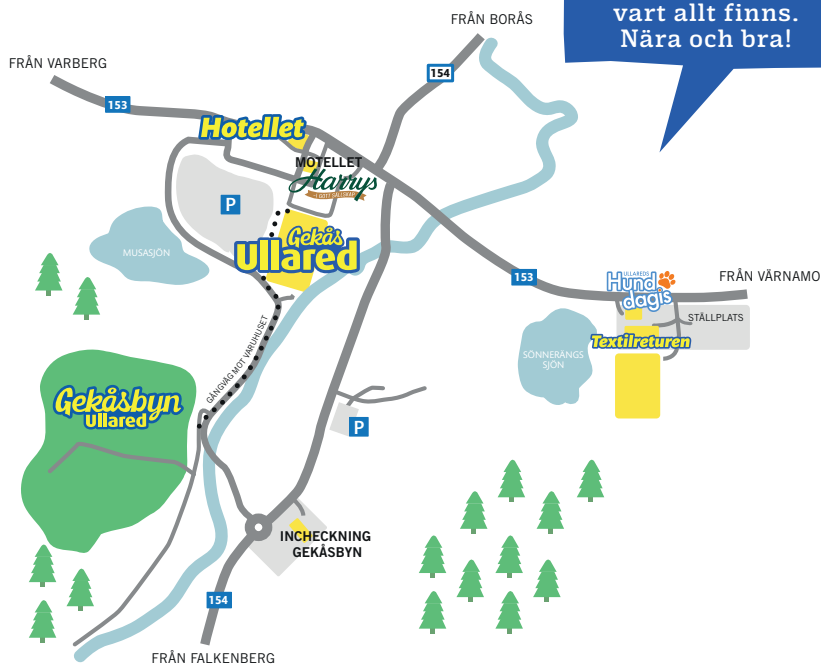 vart allt finns.
Nära och bra!
FRÅN BORÅS
FRÅN VARBERG
154
153
Hotellet
MOTELLET
Harrys
P
Gekås
Ullared
MUSASJÖN
153
FRÅN VÄRNAMO
ULLAREDS
Hund
dagis
STÄLLPLATS
Textilreturen
SÖNNERÄNGS
SJÖN
GÅNGVÄG MOT VARUHUSET
Gekåsbyn
Ullared
P
INCHECKNING
GEKÅSBYN
154
FRÅN FALKENBERG